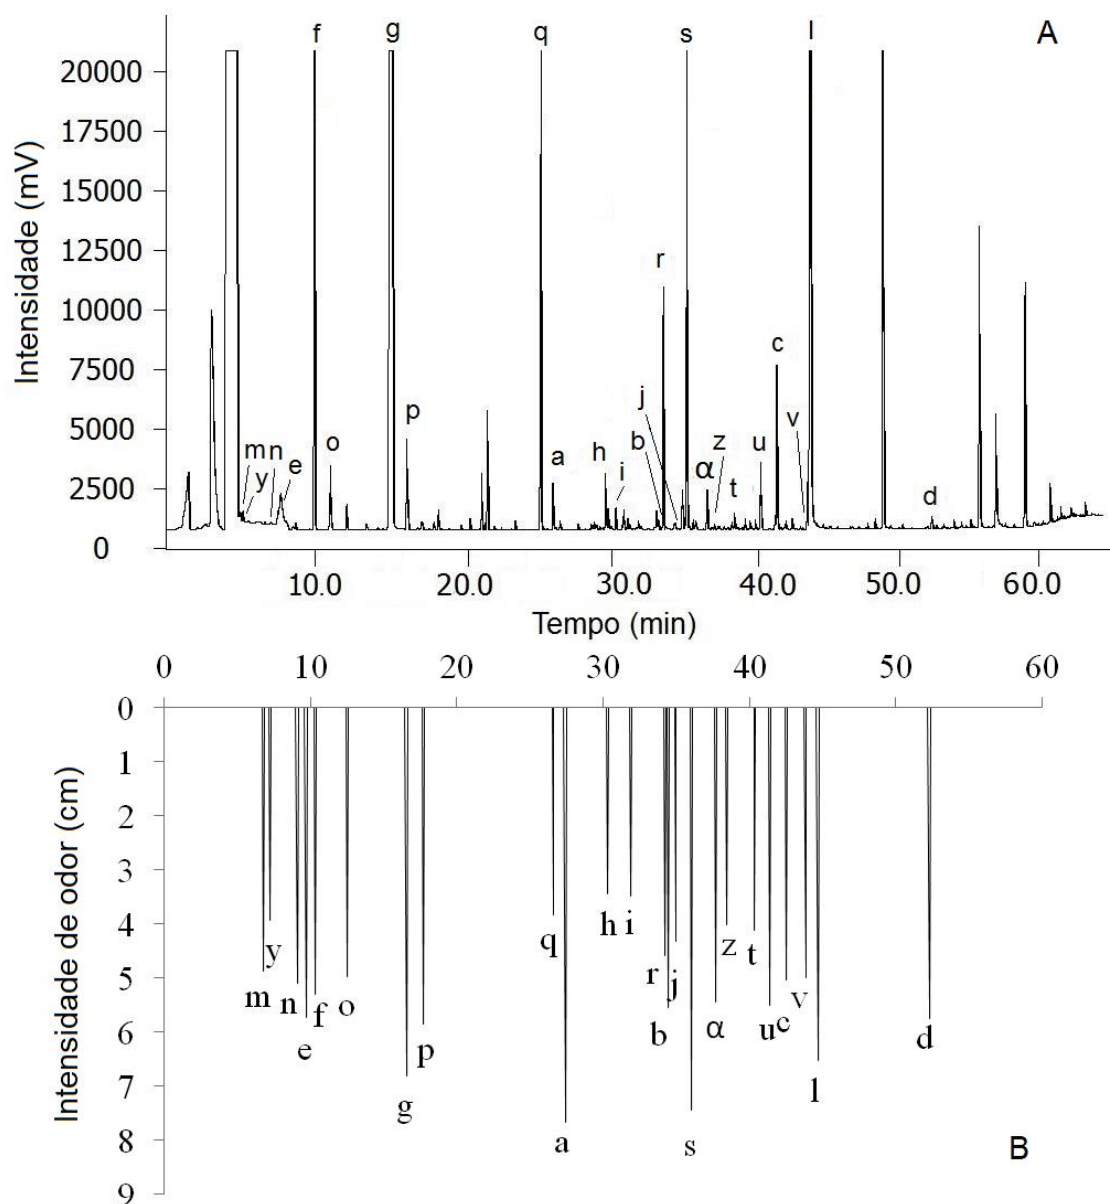 f g q s l A
20000
17500
15000
12500
10000
7500
5000
2500
0
Intensidade (mV)
m y n e o p a h i b j r α z t u c v d
10.0 20.0 30.0 40.0 50.0 60.0
Tempo (min)
0 10 20 30 40 50 60
0
1
2
3
4
5
6
7
8
9
Intensidade de odor (cm)
m y n e f o g p q a h i r b j s α z t u c v l d
B